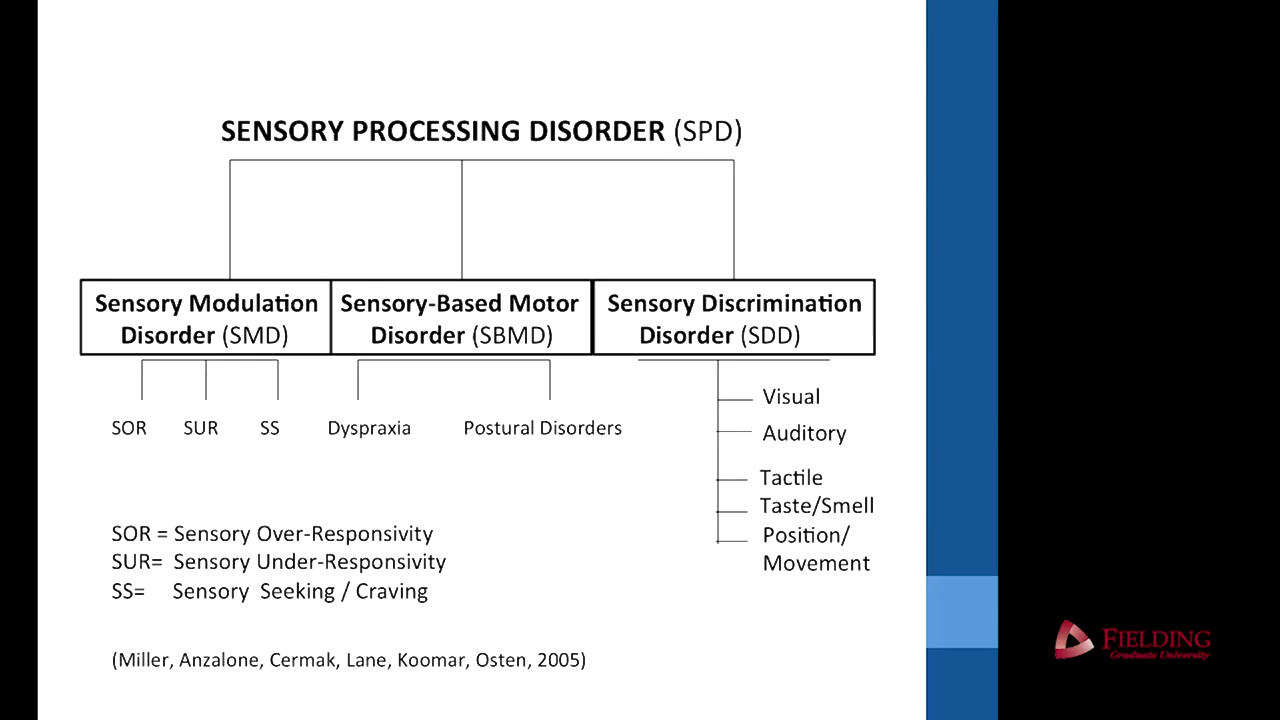 SENSORY PROCESSING DISORDER (SPD)
Sensory Modulation
Disorder (SMD)
Sensory-Based Motor
Disorder (SBMD)
Sensory Discrimination
Disorder (SDD)
SOR
SUR
SS
Dyspraxia
Postural Disorders
Visual
Auditory
Tactile
Taste/Smell
Position/
Movement
SOR = Sensory Over-Responsivity
SUR= Sensory Under-Responsivity
SS= Sensory Seeking / Craving
(Miller, Anzalone, Cermak, Lane, Koomar, Osten, 2005)
FIELDING
Graduate University